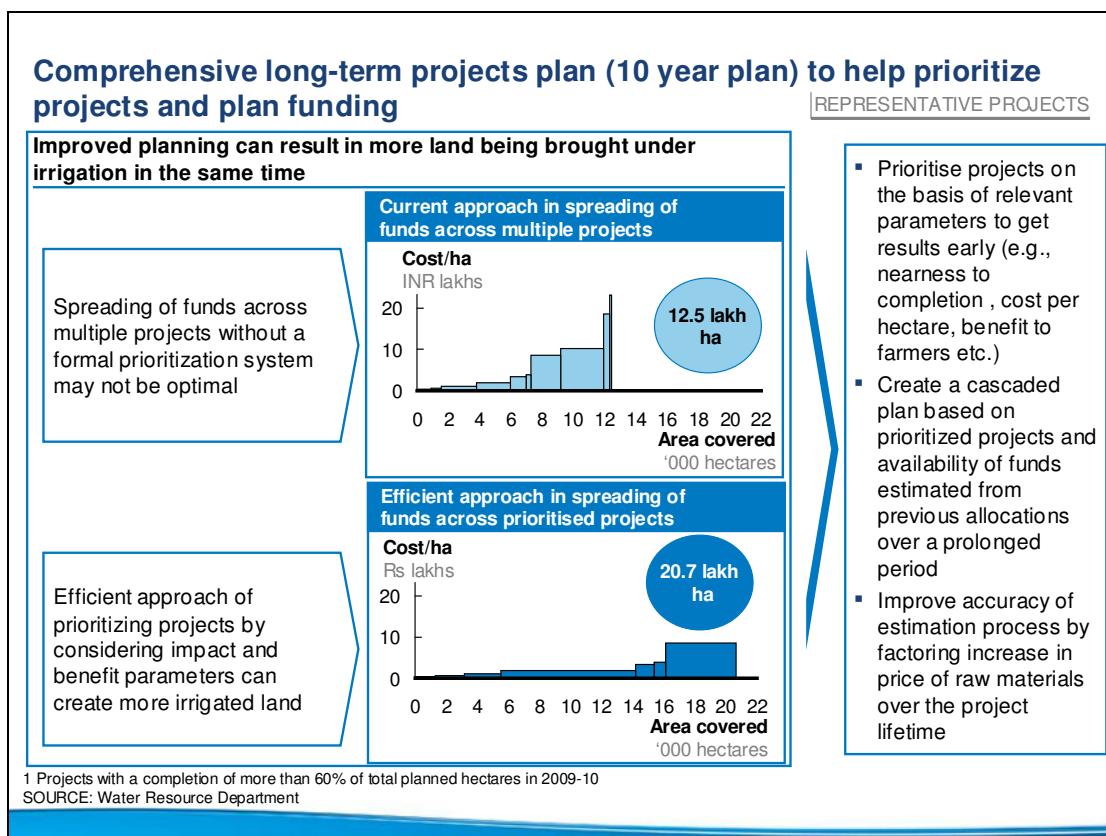 Comprehensive long-term projects plan (10 year plan) to help prioritize
projects and plan funding
REPRESENTATIVE PROJECTS
Improved planning can result in more land being brought under
irrigation in the same time
Spreading of funds across
multiple projects without a
formal prioritization system
may not be optimal
Current approach in spreading of
funds across multiple projects
Cost/ha
INR lakhs
20
10
0
12.5 lakh
ha
0 2 4 6 8 10 12 14 16 18 20 22
Area covered
‘000 hectares
Efficient approach of
prioritizing projects by
considering impact and
benefit parameters can
create more irrigated land
Efficient approach in spreading of
funds across prioritised projects
Cost/ha
Rs lakhs
20
10
0
20.7 lakh
ha
0 2 4 6 8 10 12 14 16 18 20 22
Area covered
‘000 hectares
▪ Prioritise projects on
the basis of relevant
parameters to get
results early (e.g.,
nearness to
completion , cost per
hectare, benefit to
farmers etc.)
▪ Create a cascaded
plan based on
prioritized projects and
availability of funds
estimated from
previous allocations
over a prolonged
period
▪ Improve accuracy of
estimation process by
factoring increase in
price of raw materials
over the project
lifetime
1 Projects with a completion of more than 60% of total planned hectares in 2009-10
SOURCE: Water Resource Department